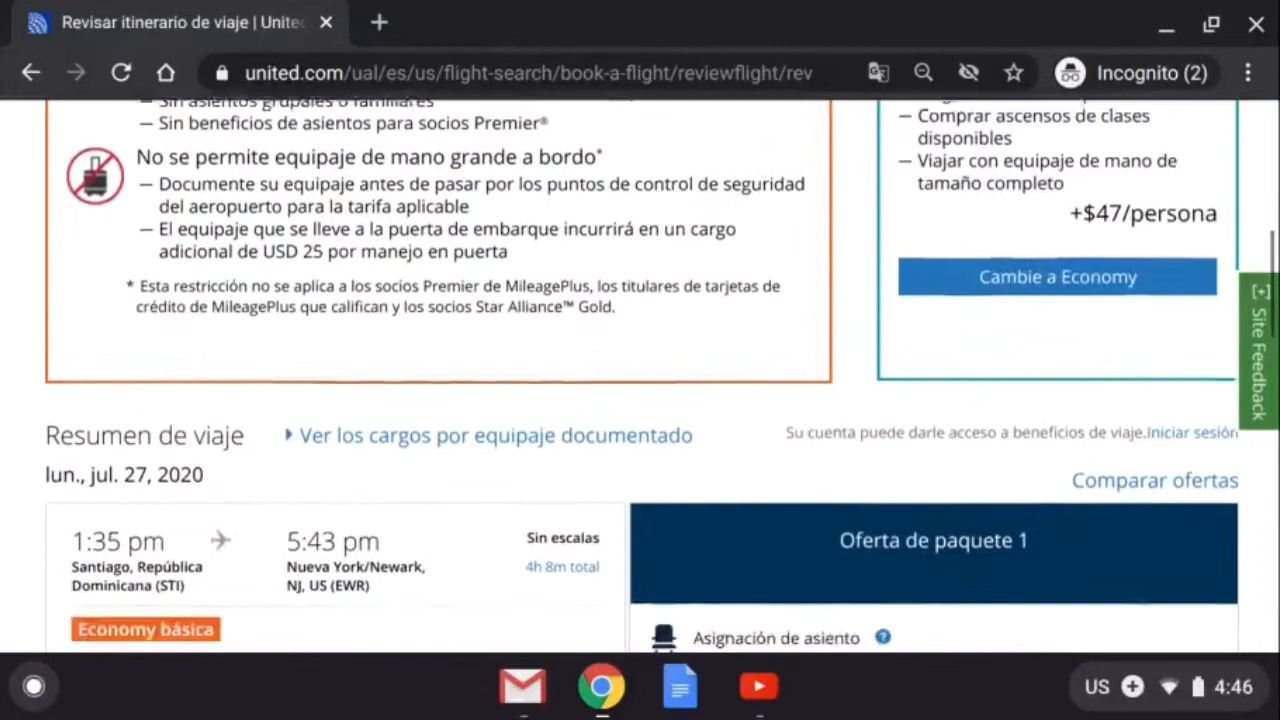 Revisar itinerario de viaje | Unite
united.com/ual/es/us/flight-search/book-a-flight/reviewflight/rev
Incognito (2)
— Sin asientos grupales o familiares
— Sin beneficios de asientos para socios Premier®
No se permite equipaje de mano grande a bordo*
— Documente su equipaje antes de pasar por los puntos de control de seguridad
del aeropuerto para la tarifa aplicable
— El equipaje que se lleve a la puerta de embarque incurrirá en un cargo
adicional de USD 25 por manejo en puerta
* Esta restricción no se aplica a los socios Premier de MileagePlus, los titulares de tarjetas de
crédito de MileagePlus que califican y los socios Star Alliance™ Gold.
— Comprar ascensos de clases
disponibles
— Viajar con equipaje de mano de
tamaño completo
+$47/persona
Cambie a Economy
Site Feedback
Resumen de viaje
Ver los cargos por equipaje documentado
Su cuenta puede darle acceso a beneficios de viaje.Iniciar sesión
lun., jul. 27, 2020
Comparar ofertas
1:35 pm
Santiago, República
Dominicana (STI)
5:43 pm
Nueva York/Newark,
NJ, US (EWR)
Sin escalas
4h 8m total
Economy básica
Oferta de paquete 1
Asignación de asiento ?
US
4:46